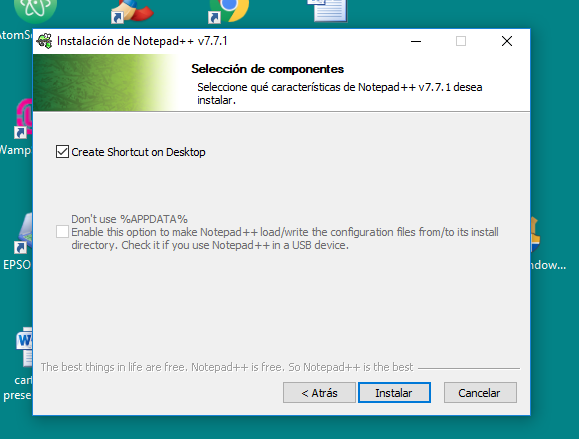 AtomSe
Instalación de Notepad++ v7.7.1
Selección de componentes
Seleccione qué características de Notepad++ v7.7.1 desea
instalar.
Create Shortcut on Desktop
Wamp
Don't use %APPDATA%
Enable this option to make Notepad++ load/write the configuration files from/to its install
directory. Check it if you use Notepad++ in a USB device.
EPSO
ndow...
The best things in life are free. Notepad++ is free. So Notepad++ is the best
cart
prese
< Atrás
Instalar
Cancelar